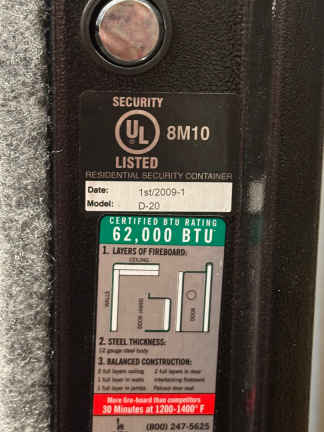 SECURITY
UL 8M10
LISTED
RESIDENTIAL SECURITY CONTAINER
Date: 1st/2009-1
Model: D-20
CERTIFIED BTU RATING
62,000 BTU
1. LAYERS OF FIREBOARD:
CEILING
WALLS
DOOR JAMBS
DOOR
2. STEEL THICKNESS:
12 gauge steel body
3. BALANCED CONSTRUCTION:
2 full layers ceiling 2 full layers in door
1 full layer in walls Interlocking fireboard
1 full layer in jambs Palusol door seal
More fire-board than competitors
30 Minutes at 1200-1400° F
(800) 247-5625